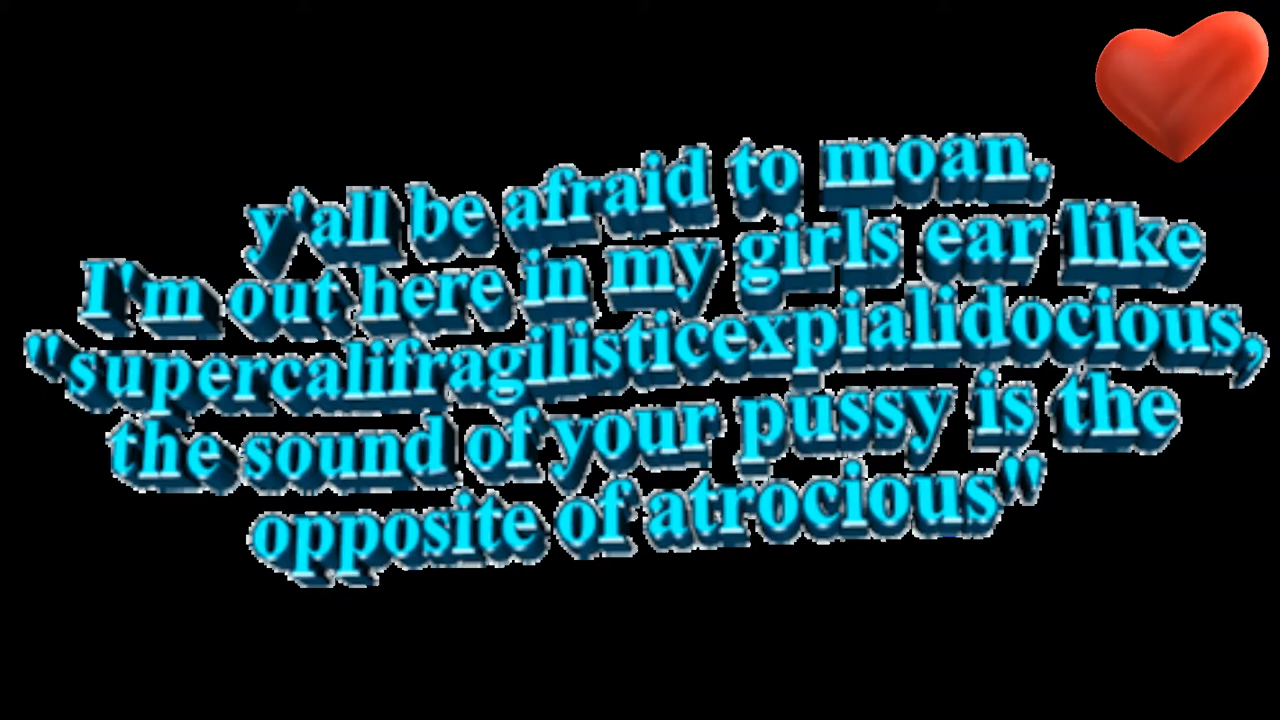 y'all be afraid to moan,
I'm out here in my girls ear like
"supercalifragilisticexpialidocious,
the sound of your pussy is the
opposite of atrocious"